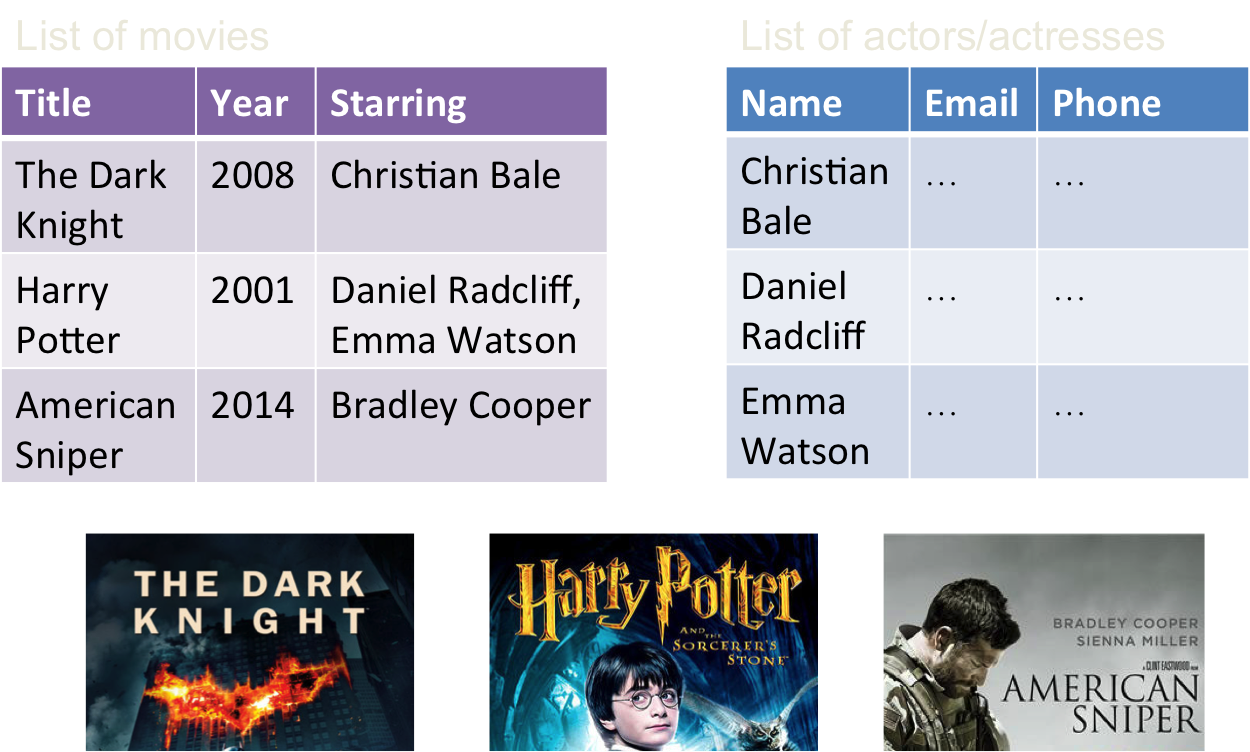 List of movies
Title Year Starring
The Dark 2008 Christian Bale
Knight
Harry 2001 Daniel Radcliff,
Potter Emma Watson
American 2014 Bradley Cooper
Sniper
List of actors/actresses
Name Email Phone
Christian ... ...
Bale
Daniel ... ...
Radcliff
Emma ... ...
Watson
THE DARK
KNIGHT
Harry Potter
AND THE
SORCERER'S
STONE
BRADLEY COOPER
SIENNA MILLER
A CLINT EASTWOOD FILM
AMERICAN
SNIPER